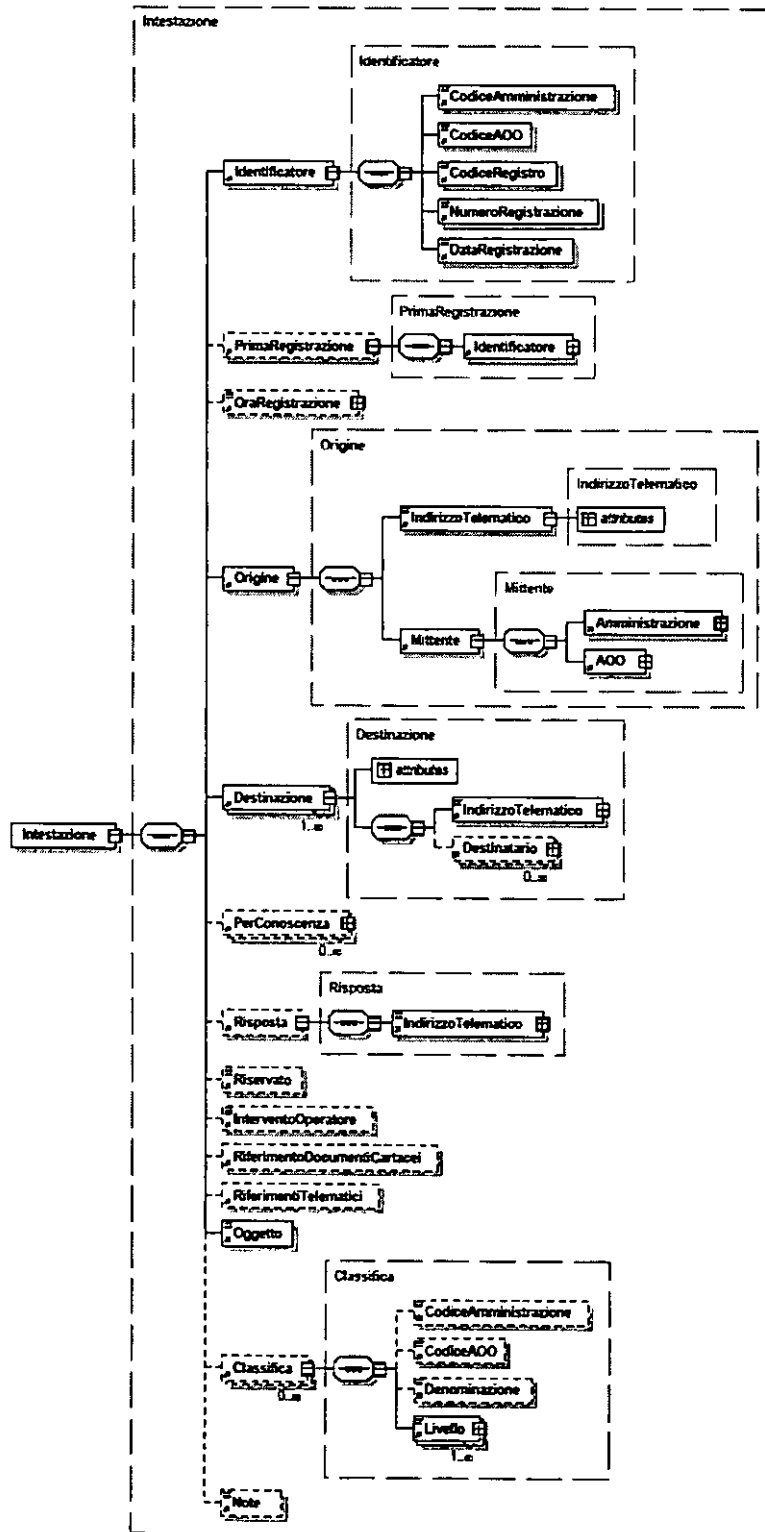 Intestazione
Identificatore
CodiceAmministrazione
CodiceAOO
Identificatore
CodiceRegistro
NumeroRegistrazione
DataRegistrazione
PrimaRegistrazione
PrimaRegistrazione
Identificatore
OraRegistrazione
Origine
IndirizzoTelematico
IndirizzoTelematico
attributes
Origine
Mittente
Mittente
Amministrazione
AOO
Destinazione
attributes
Destinazione
1..∞
IndirizzoTelematico
Intestazione
Destinatario
0..∞
PerConoscenza
0..∞
Risposta
Risposta
IndirizzoTelematico
Riservato
InterventoOperatore
RiferimentoDocumentiCartacei
RiferimentiTelematici
Oggetto
Classifica
CodiceAmministrazione
CodiceAOO
Classifica
0..∞
Denominazione
Livello
1..∞
Note